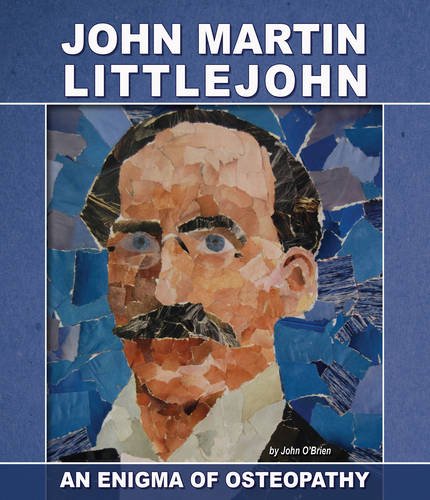 JOHN MARTIN
LITTLEJOHN
by John O'Brien
AN ENIGMA OF OSTEOPATHY